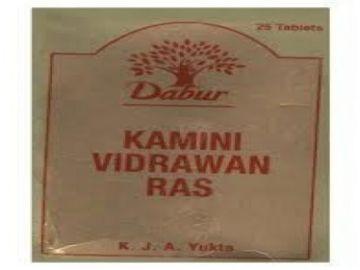 25 Tablets
Dabur
KAMINI
VIDRAWAN
RAS
K. J. A. Yukta